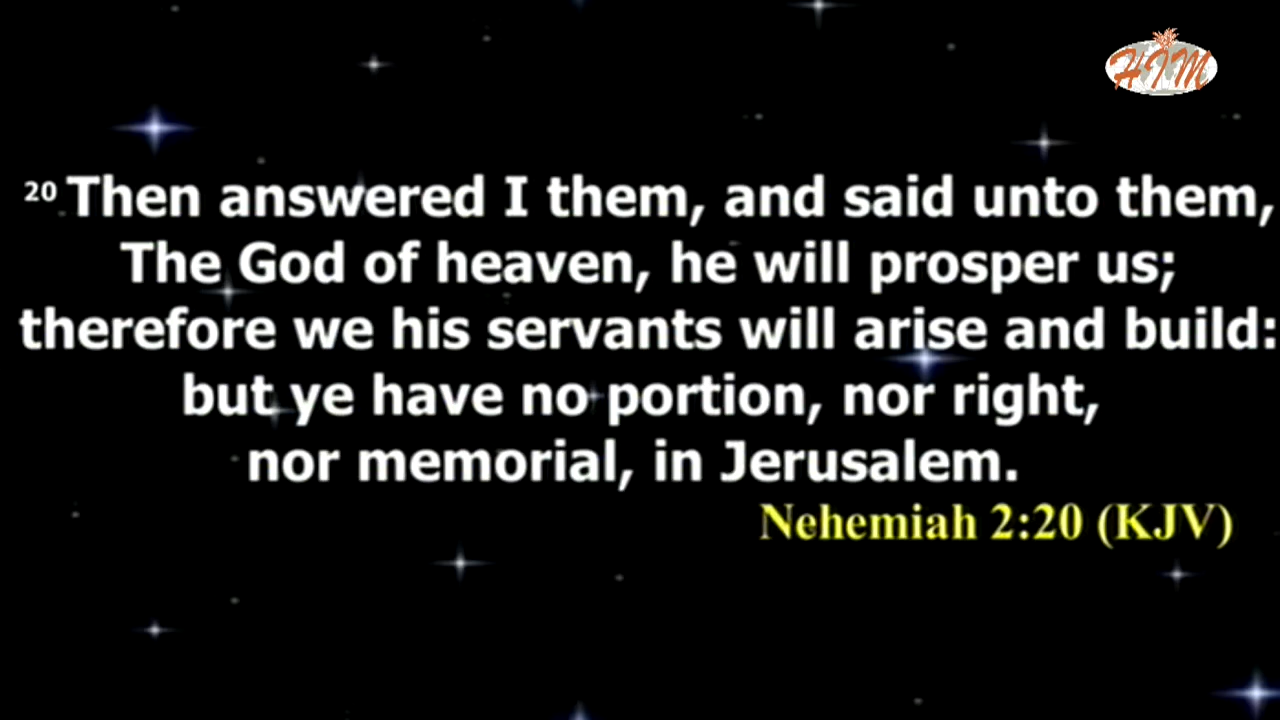 HIM
20 Then answered I them, and said unto them,
The God of heaven, he will prosper us;
therefore we his servants will arise and build:
but ye have no portion, nor right,
nor memorial, in Jerusalem.
Nehemiah 2:20 (KJV)